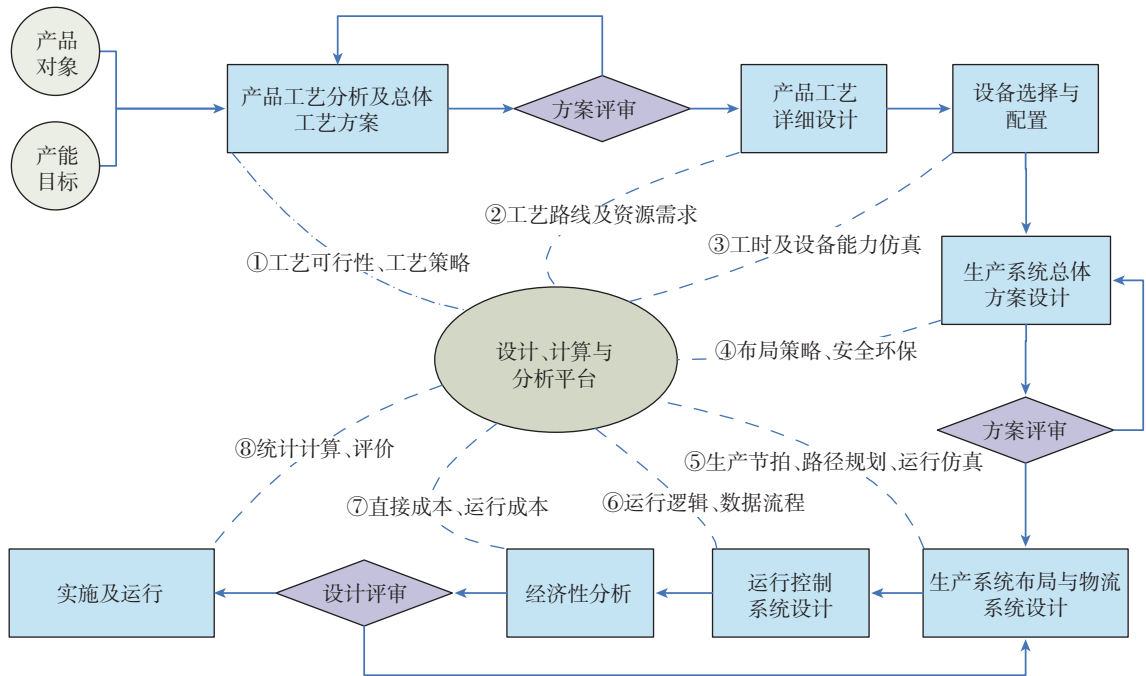 产品
对象
产能
目标
产品工艺分析及总体
工艺方案
方案评审
产品工艺
详细设计
设备选择与
配置
①工艺可行性、工艺策略
②工艺路线及资源需求
③工时及设备能力仿真
生产系统总体
方案设计
设计、计算与
分析平台
④布局策略、安全环保
方案评审
⑤生产节拍、路径规划、运行仿真
⑧统计计算、评价
⑦直接成本、运行成本
⑥运行逻辑、数据流程
实施及运行
设计评审
经济性分析
运行控制
系统设计
生产系统布局与物流
系统设计